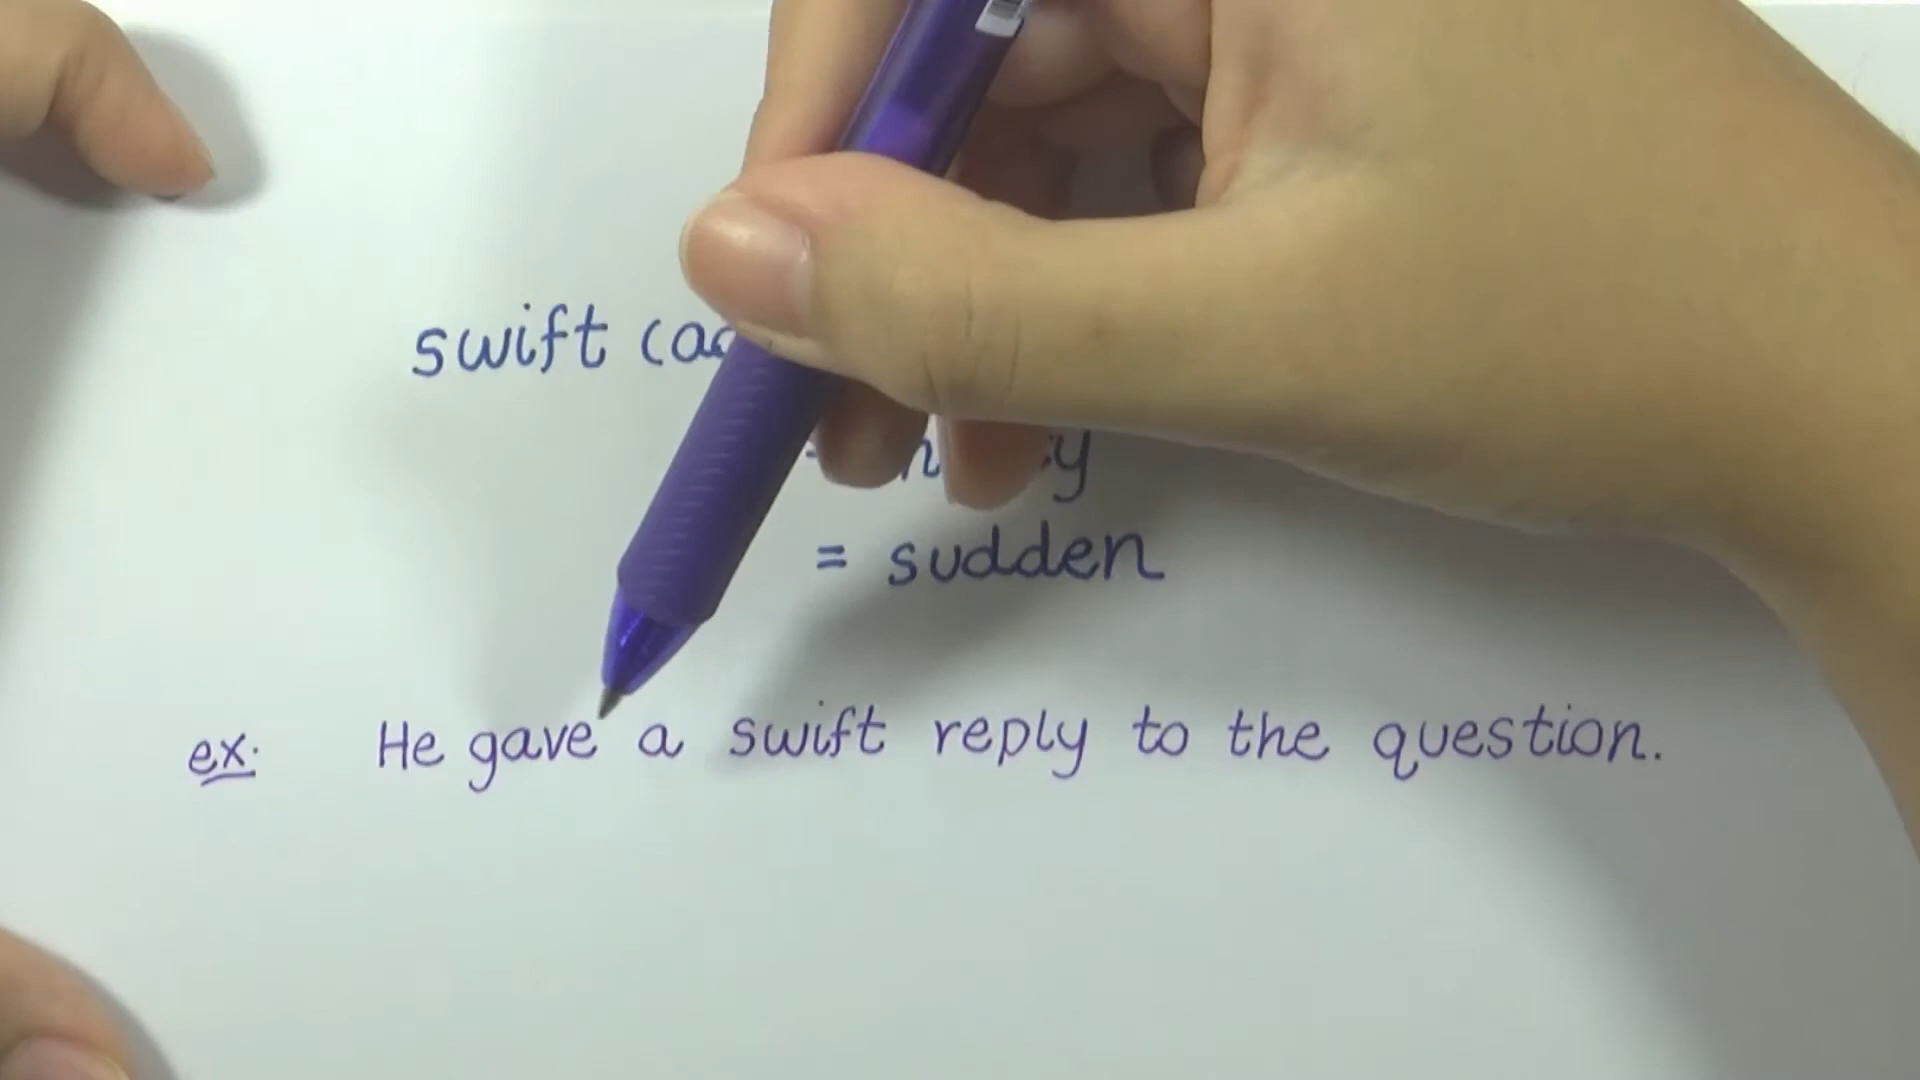 swift
= sudden
ex. He gave a swift reply to the question.